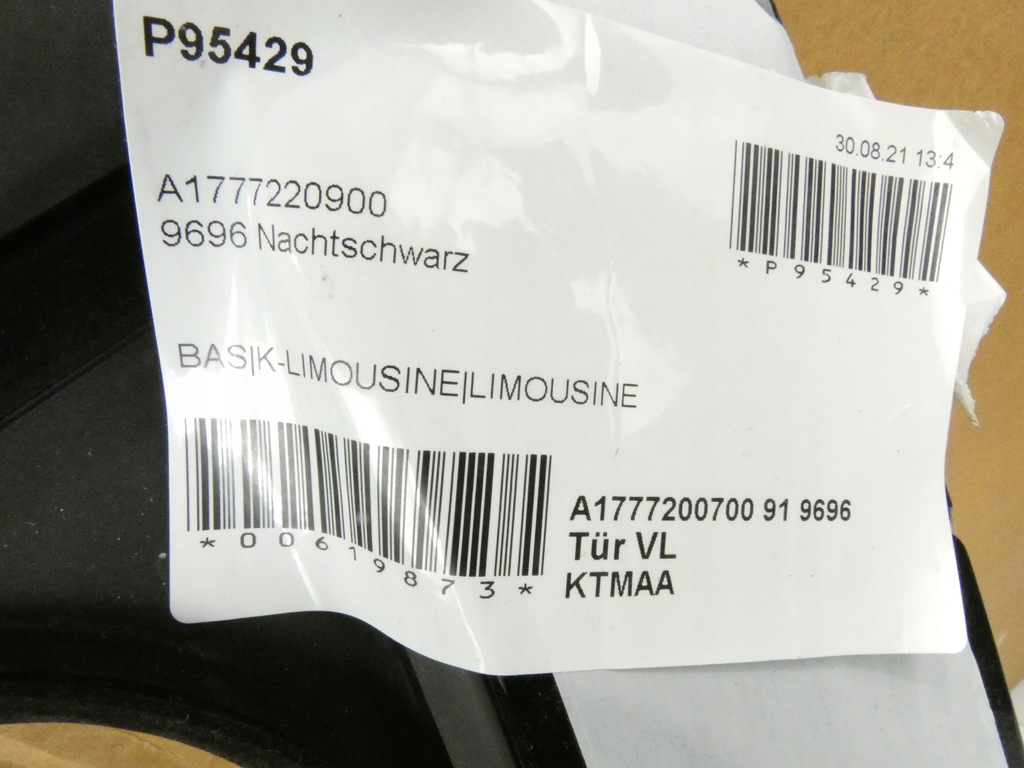 P95429
30.08.21 13:4
*P95429*
A1777220900
9696 Nachtschwarz
BAS|K-LIMOUSINE|LIMOUSINE
*00619873*
A1777200700 91 9696
Tür VL
KTMAA